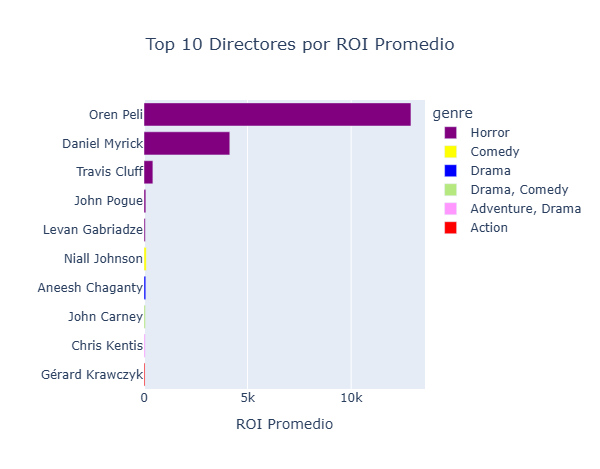 Top 10 Directores por ROI Promedio
Oren Peli
Daniel Myrick
Travis Cluff
John Pogue
Levan Gabriadze
Niall Johnson
Aneesh Chaganty
John Carney
Chris Kentis
Gérard Krawczyk
0
5k
10k
ROI Promedio
genre
Horror
Comedy
Drama
Drama, Comedy
Adventure, Drama
Action